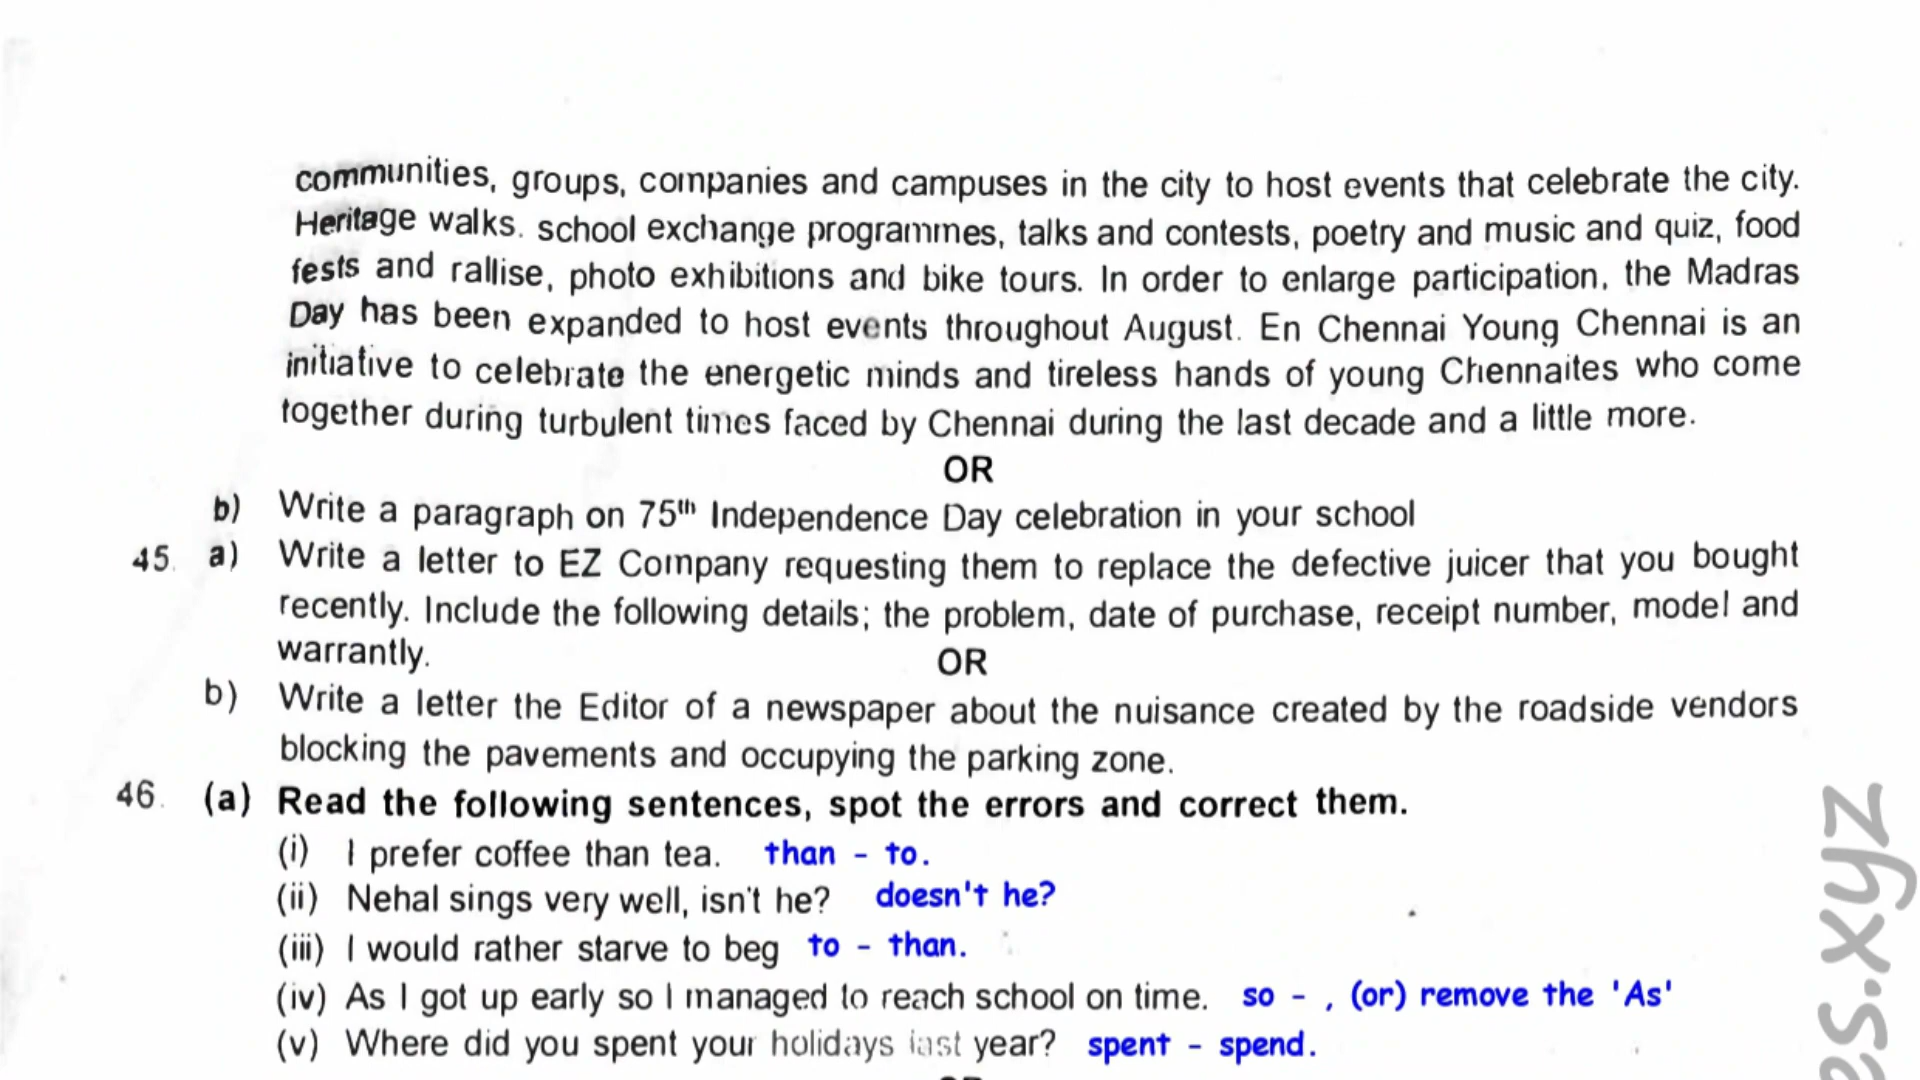 communities, groups, companies and campuses in the city to host events that celebrate the city.
Heritage walks. school exchange programmes, talks and contests, poetry and music and quiz, food
fests and rallise, photo exhibitions and bike tours. In order to enlarge participation, the Madras
Day has been expanded to host events throughout August. En Chennai Young Chennai is an
initiative to celebrate the energetic minds and tireless hands of young Chennaites who come
together during turbulent times faced by Chennai during the last decade and a little more.
OR
b) Write a paragraph on 75th Independence Day celebration in your school
45. a) Write a letter to EZ Company requesting them to replace the defective juicer that you bought
recently. Include the following details; the problem, date of purchase, receipt number, model and
warrantly. OR
b) Write a letter the Editor of a newspaper about the nuisance created by the roadside vendors
blocking the pavements and occupying the parking zone.
46. (a) Read the following sentences, spot the errors and correct them.
(i) I prefer coffee than tea. than - to.
(ii) Nehal sings very well, isn't he? doesn't he?
(iii) I would rather starve to beg to - than.
(iv) As I got up early so I managed to reach school on time. so - , (or) remove the 'As'
(v) Where did you spent your holidays last year? spent - spend.
es.xyz